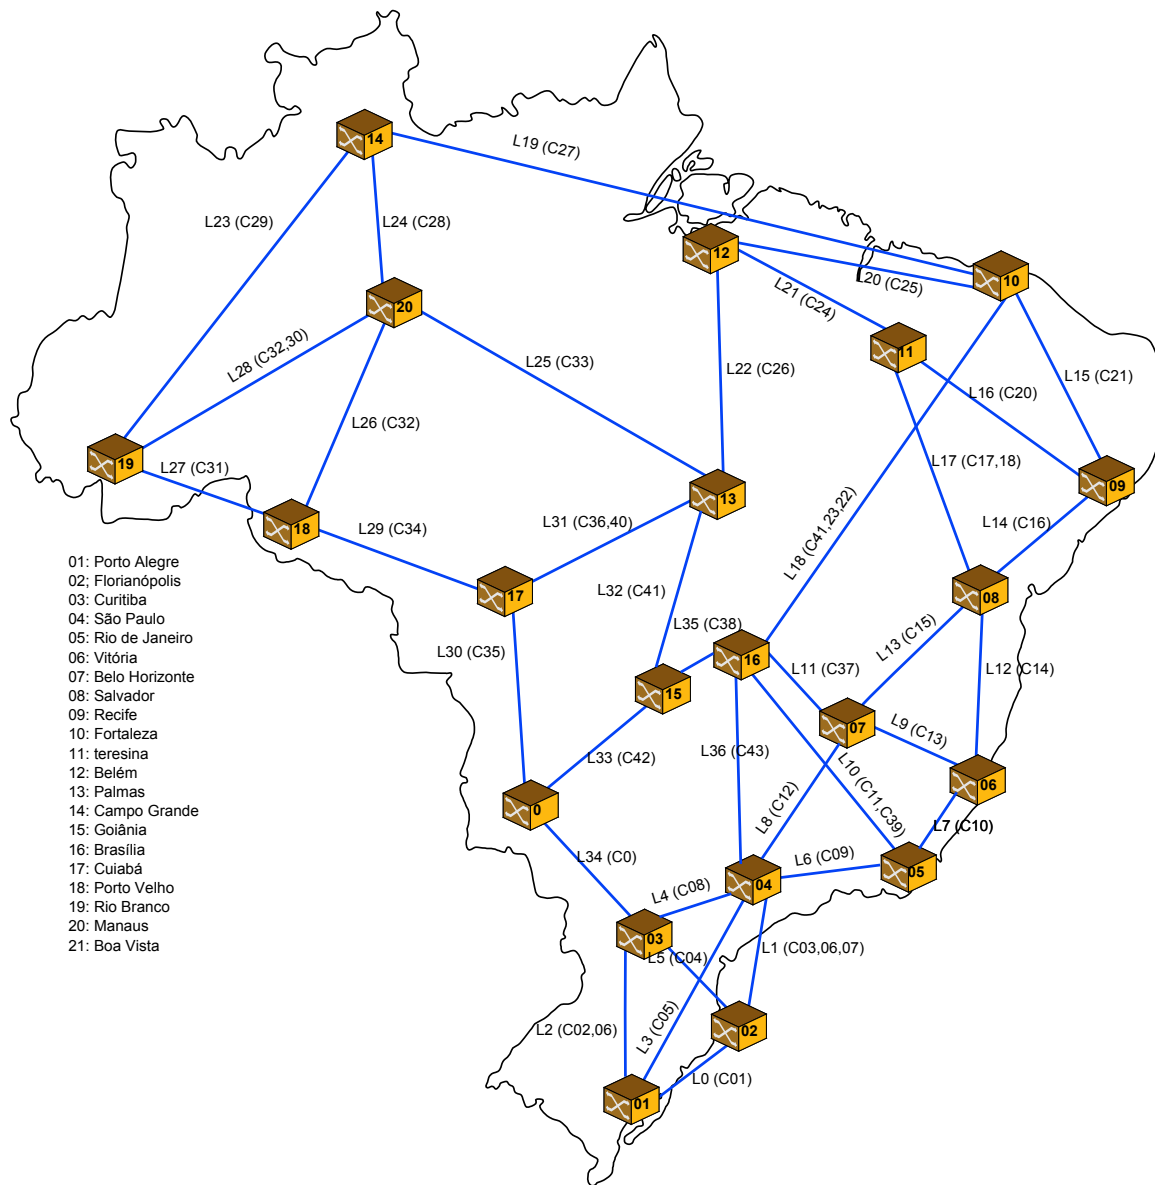 14
L19 (C27)
L23 (C29)
L24 (C28)
12
10
L20 (C25)
L21 (C24)
20
11
L28 (C32,30)
L25 (C33)
L22 (C26)
L15 (C21)
L16 (C20)
L26 (C32)
19
L27 (C31)
L17 (C17,18)
09
13
18
L31 (C36,40)
L14 (C16)
L29 (C34)
L18 (C41,23,22)
01: Porto Alegre
02: Florianópolis
03: Curitiba
04: São Paulo
05: Rio de Janeiro
06: Vitória
07: Belo Horizonte
08: Salvador
09: Recife
10: Fortaleza
11: teresina
12: Belém
13: Palmas
14: Campo Grande
15: Goiânia
16: Brasília
17: Cuiabá
18: Porto Velho
19: Rio Branco
20: Manaus
21: Boa Vista
17
L32 (C41)
08
L35 (C38)
L13 (C15)
L30 (C35)
16
L11 (C37)
L12 (C14)
15
07
L9 (C13)
L33 (C42)
L36 (C43)
L10 (C11,C39)
06
0
L8 (C12)
L7 (C10)
L34 (C0)
L6 (C09)
05
L4 (C08)
04
03
L5 (C04)
L1 (C03,06,07)
L2 (C02,06)
L3 (C05)
02
L0 (C01)
01